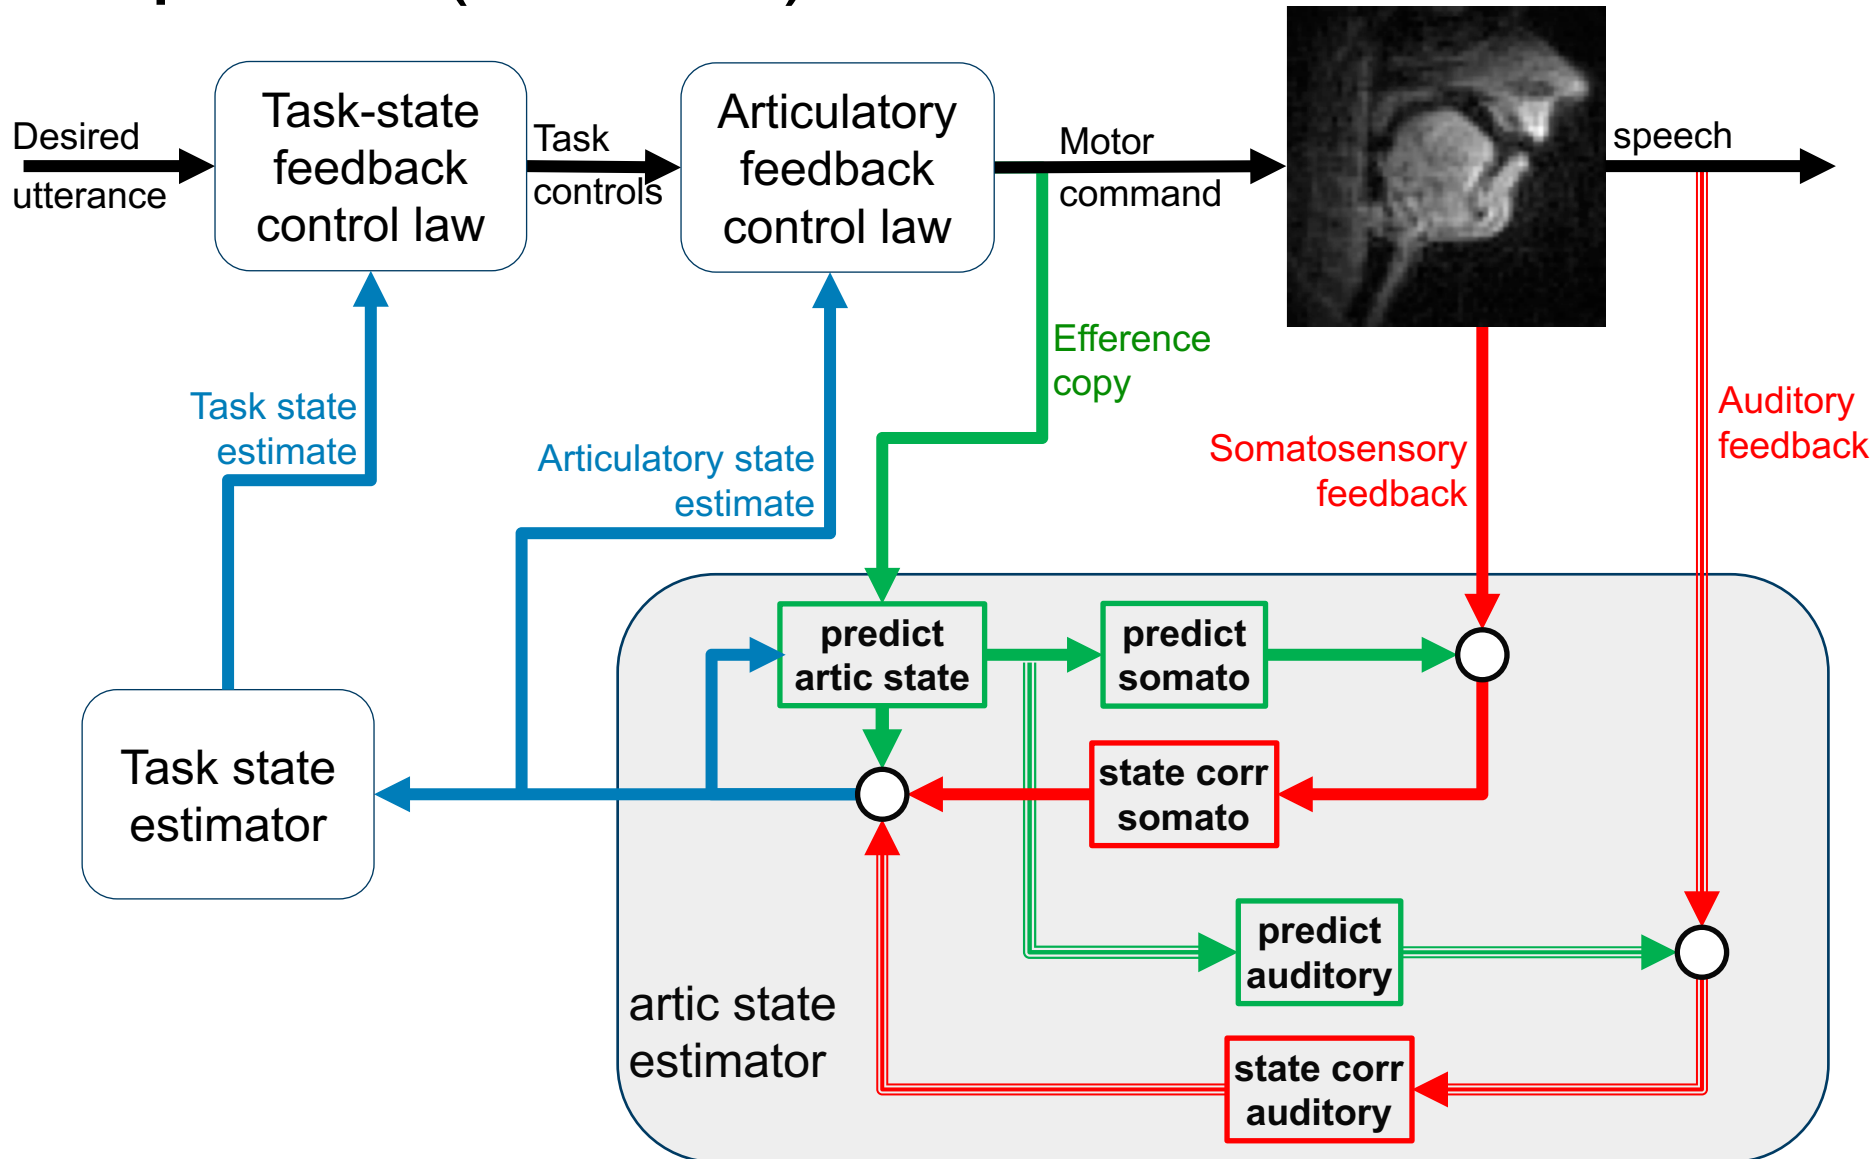 Desired
utterance
Task-state
feedback
control law
Task
controls
Articulatory
feedback
control law
Motor
command
speech
Efference
copy
Task state
estimate
Articulatory state
estimate
Somatosensory
feedback
Auditory
feedback
predict
artic state
predict
somato
Task state
estimator
state corr
somato
predict
auditory
artic state
estimator
state corr
auditory